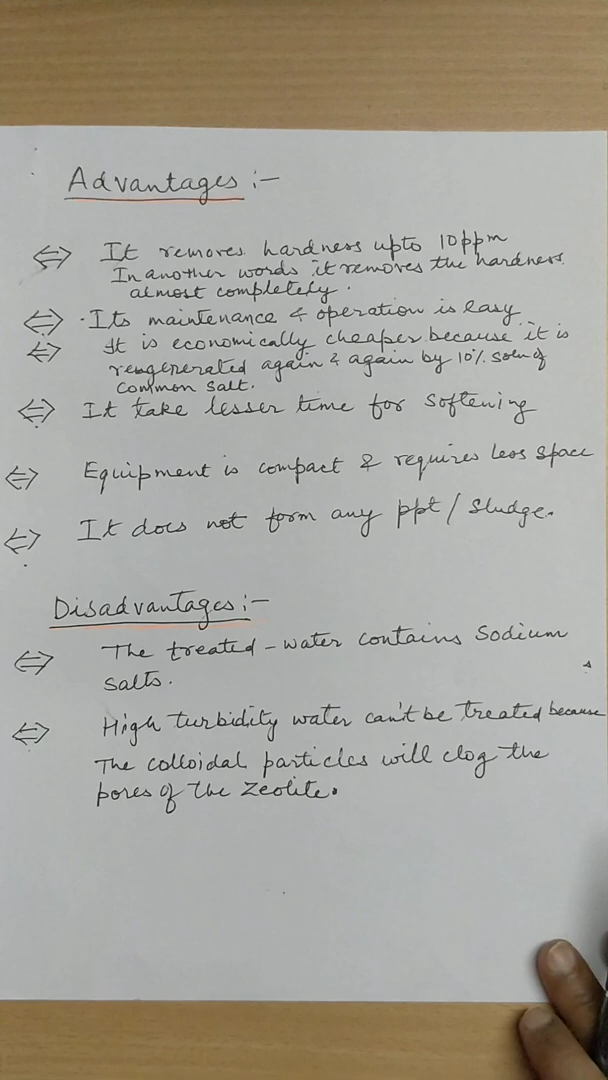 Advantages :-
⇔ It removes hardness upto 10ppm
In another words it removes the hardness
almost completely.
⇔ Its maintenance & operation is easy
⇔ It is economically cheaper because it is
regenerated again & again by 10% soln of
Common Salt.
⇔ It take lesser time for softening
⇔ Equipment is compact & requires less space
⇔ It does not form any ppt / sludge.
Disadvantages :-
⇔ The treated - water contains Sodium
Salts.
⇔ High turbidity water can't be treated because
The colloidal particles will clog the
pores of the Zeolite.